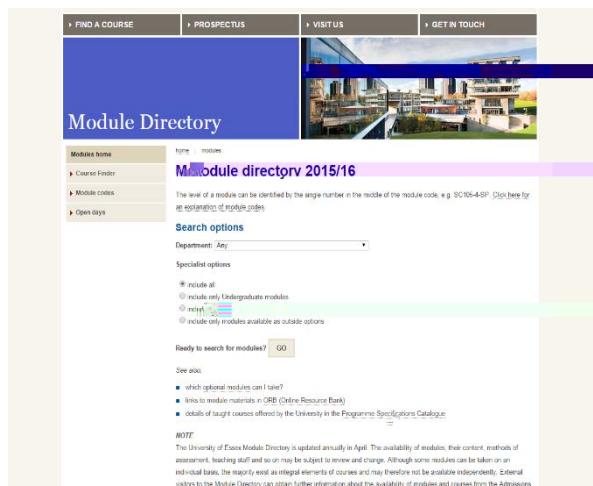 FIND A COURSE
PROSPECTUS
VISIT US
GET IN TOUCH
Module Directory
Modules home
Course Finder
Module codes
Open days
home : modules
directory 2015/16
The level of a module can be identified by the single number in the middle of the module code, e.g. SC106-4-SP. Click here for
an explanation of module codes.
Search options
Department: Any
Specialist options
include all
include only Undergraduate modules
include only modules available as outside options
Ready to search for modules? GO
See also:
which optional modules can I take?
links to module materials in ORB (Online Resource Bank)
details of taught courses offered by the University in the Programme Specifications Catalogue
NOTE
The University of Essex Module Directory is updated annually in April. The availability of modules, their content, methods of
assessment, teaching staff and so on may be subject to review and change. Although some modules can be taken on an
individual basis, the majority exist as integral elements of courses and may therefore not be available independently. External
visitors to the Module Directory can obtain further information about the availability of modules and courses from the Admissions